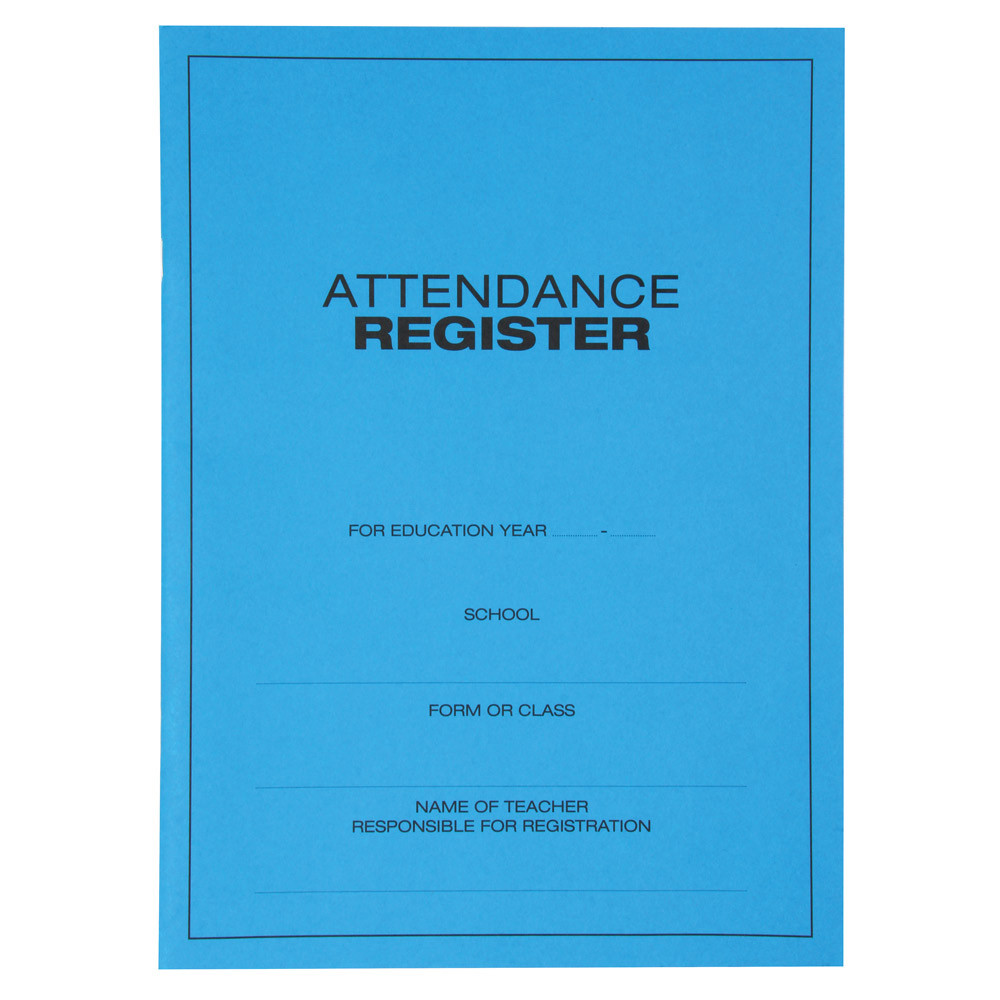 ATTENDANCE
REGISTER
FOR EDUCATION YEAR ............ - ............
SCHOOL
FORM OR CLASS
NAME OF TEACHER
RESPONSIBLE FOR REGISTRATION